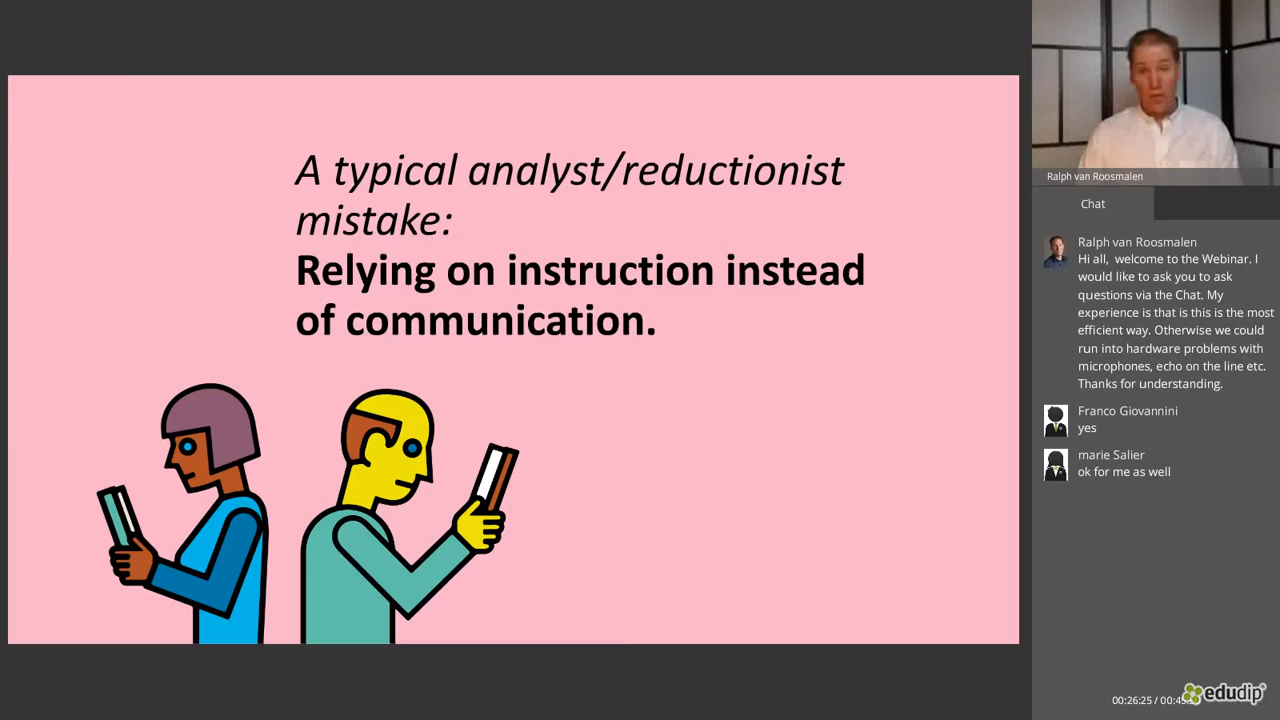 A typical analyst/reductionist
mistake:
Relying on instruction instead
of communication.
Ralph van Roosmalen
Chat
Ralph van Roosmalen
Hi all, welcome to the Webinar. I
would like to ask you to ask
questions via the Chat. My
experience is that is this is the most
efficient way. Otherwise we could
run into hardware problems with
microphones, echo on the line etc.
Thanks for understanding.
Franco Giovannini
yes
marie Salier
ok for me as well
00:26:25 / 00:45
edudip